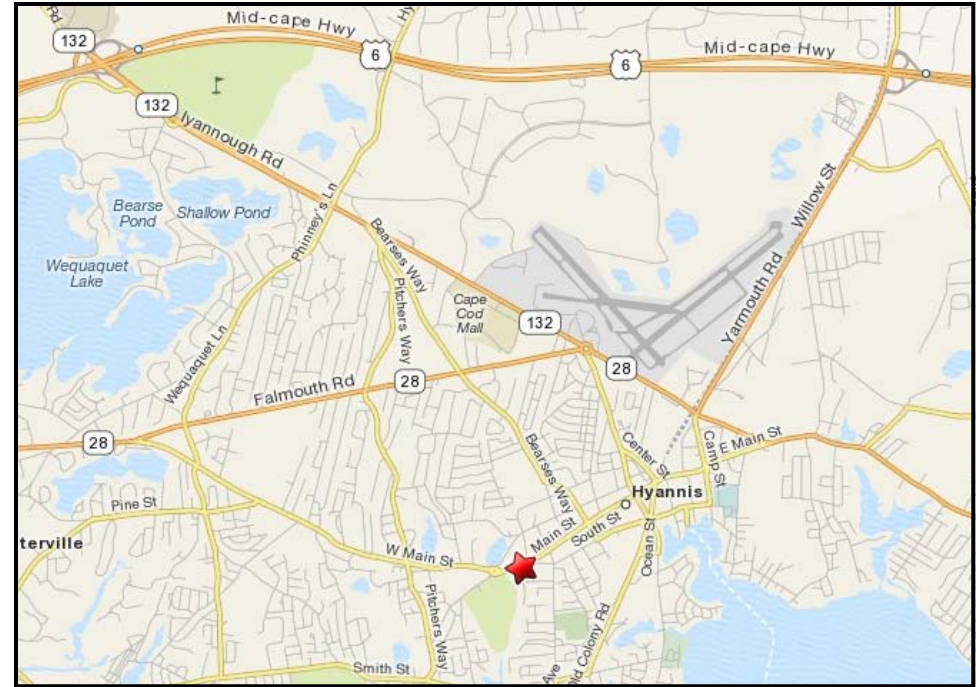 Rd
132
Mid-cape Hwy
Hy
6
Mid-cape Hwy
6
132
Iyannough Rd
Willow St
Bearse
Pond
Shallow Pond
Phinney's Ln
Bearses Way
Wequaquet
Lake
Pitchers Way
Cape
Cod
Mall
132
Yarmouth Rd
Wequaquet Ln
Falmouth Rd
28
28
28
Bearses Way
Center St
Camp St
E Main St
Hyannis
Pine St
terville
W Main St
Main St
South St
Ocean St
Pitchers Way
Smith St
Ave
ld Colony Rd